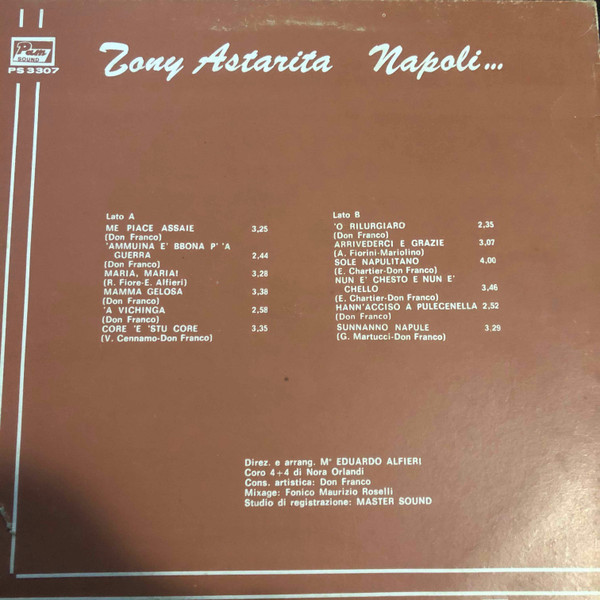 Pem
SOUND
PS 3307
Tony Astarita Napoli...
Lato A
ME PIACE ASSAIE 3,25
(Don Franco)
'AMMUINA E' BBONA P' 'A
GUERRA 2,44
(Don Franco)
MARIA, MARIA! 3,28
(R. Fiore-E. Alfieri)
MAMMA GELOSA 3,38
(Don Franco)
'A VICHINGA 2,58
(Don Franco)
CORE 'E 'STU CORE 3,35
(V. Cennamo-Don Franco)
Lato B
'O RILURGIARO 2,35
(Don Franco)
ARRIVEDERCI E GRAZIE 3,07
(A. Fiorini-Mariolino)
SOLE NAPULITANO 4,00
(E. Chartier-Don Franco)
NUN E' CHESTO E NUN E'
CHELLO 3,46
(E. Chartier-Don Franco)
HANN'ACCISO A PULECENELLA 2,52
(Don Franco)
SUNNANNO NAPULE 3,29
(G. Martucci-Don Franco)
Direz. e arrang. M° EDUARDO ALFIERI
Coro 4+4 di Nora Orlandi
Cons. artistica: Don Franco
Mixage: Fonico Maurizio Roselli
Studio di registrazione: MASTER SOUND